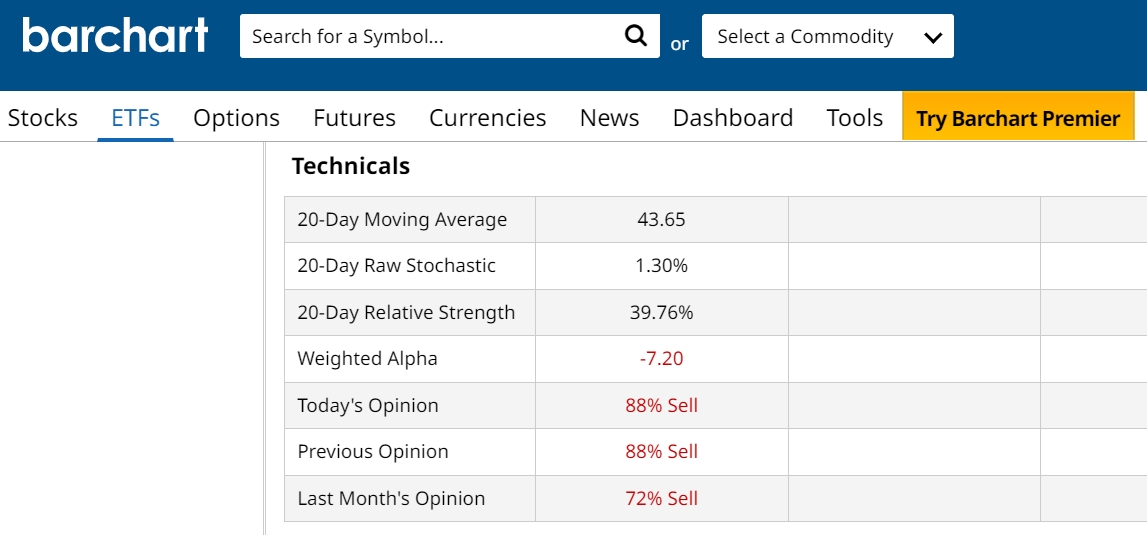 barchart Search for a Symbol... or Select a Commodity
Stocks ETFs Options Futures Currencies News Dashboard Tools Try Barchart Premier
Technicals
20-Day Moving Average 43.65
20-Day Raw Stochastic 1.30%
20-Day Relative Strength 39.76%
Weighted Alpha -7.20
Today's Opinion 88% Sell
Previous Opinion 88% Sell
Last Month's Opinion 72% Sell